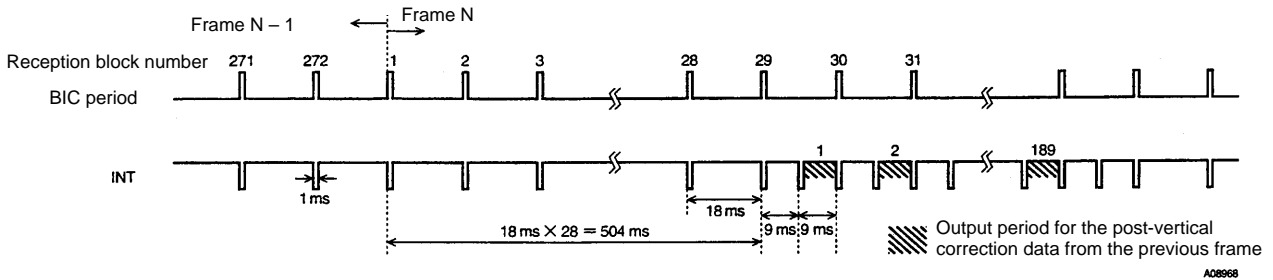 Frame N – 1
Frame N
Reception block number
271 272 1 2 3 28 29 30 31
BIC period
1 2 189
INT
1 ms
18 ms
9 ms 9 ms
18 ms × 28 = 504 ms
Output period for the post-vertical
correction data from the previous frame
A08968